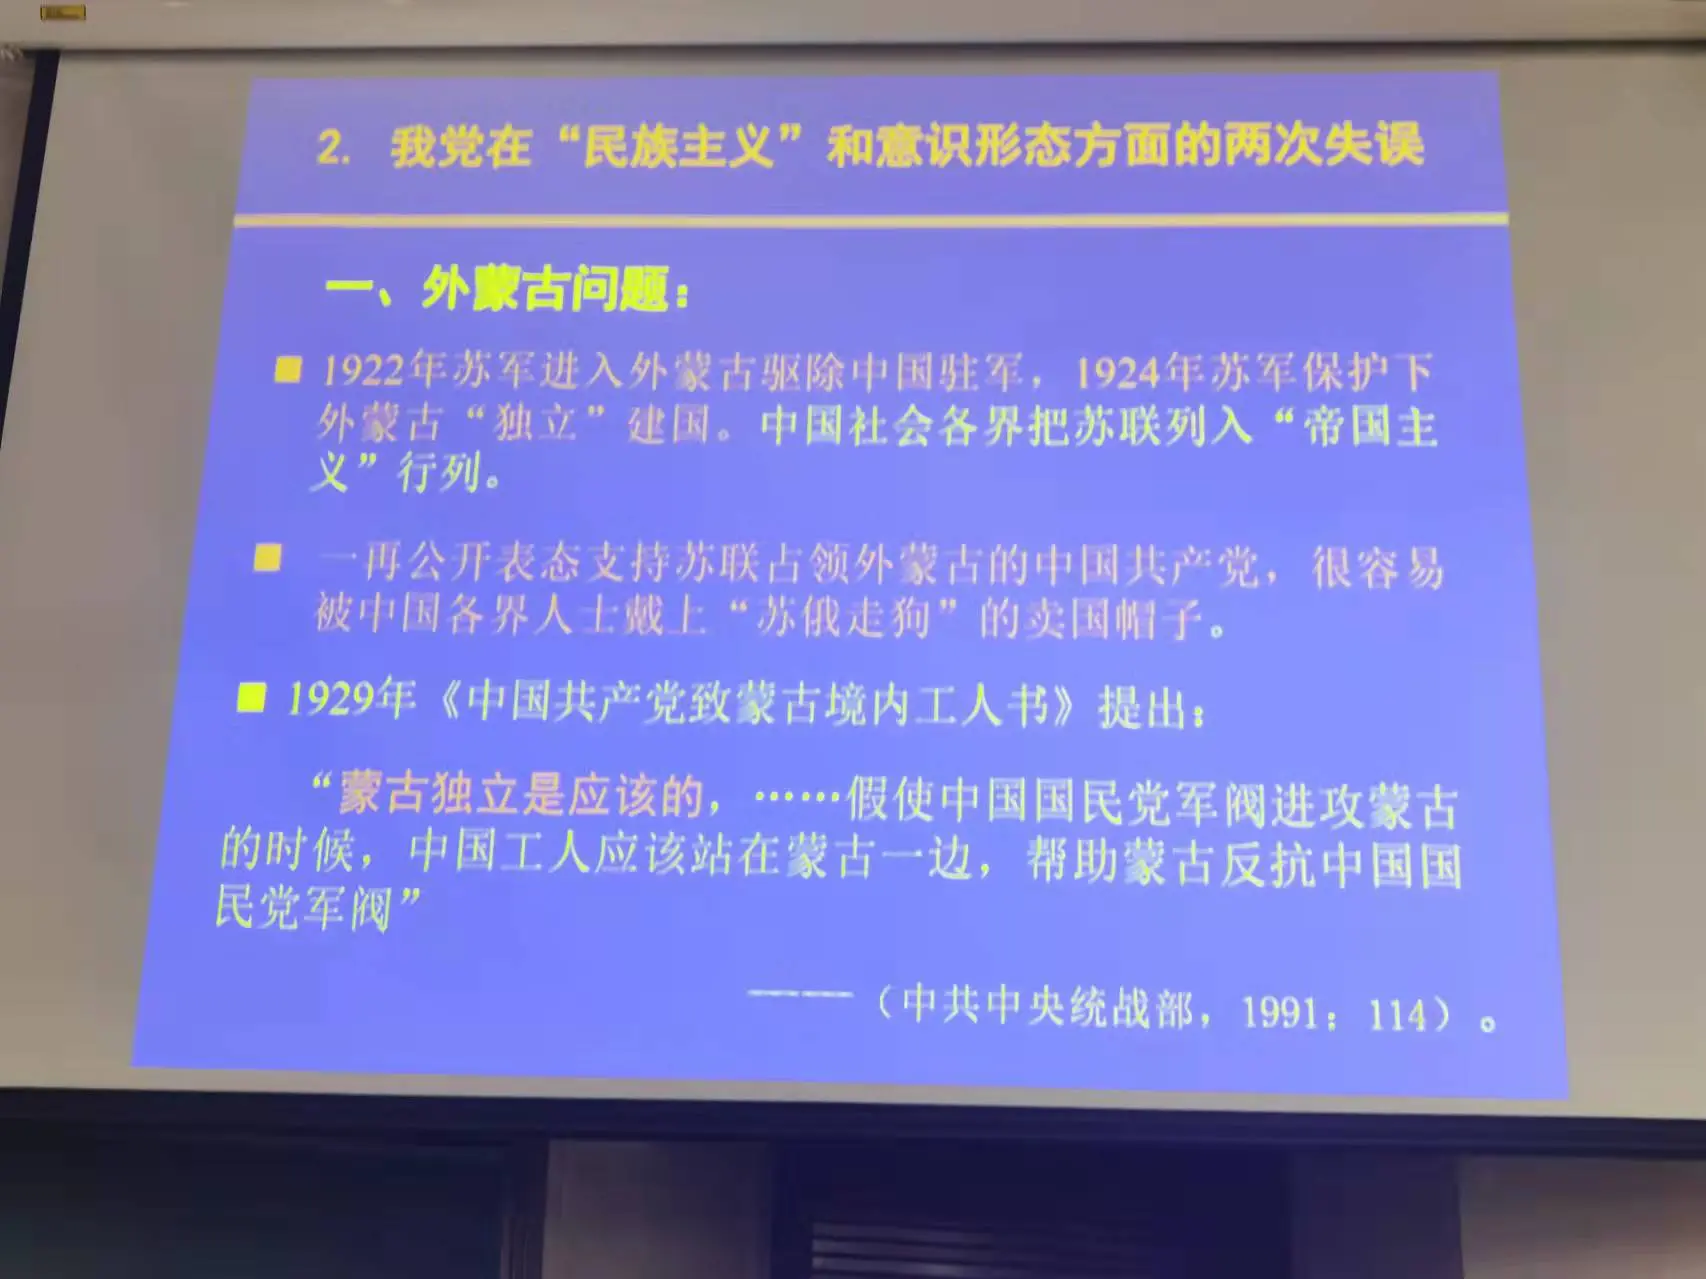 2. 我党在“民族主义”和意识形态方面的两次失误
一、外蒙古问题：
1922年苏军进入外蒙古驱除中国驻军，1924年苏军保护下
外蒙古“独立”建国。中国社会各界把苏联列入“帝国主
义”行列。
一再公开表态支持苏联占领外蒙古的中国共产党，很容易
被中国各界人士戴上“苏俄走狗”的卖国帽子。
1929年《中国共产党致蒙古境内工人书》提出：
“蒙古独立是应该的，……假使中国国民党军阀进攻蒙古
的时候，中国工人应该站在蒙古一边，帮助蒙古反抗中国国
民党军阀”
——（中共中央统战部，1991：114）。